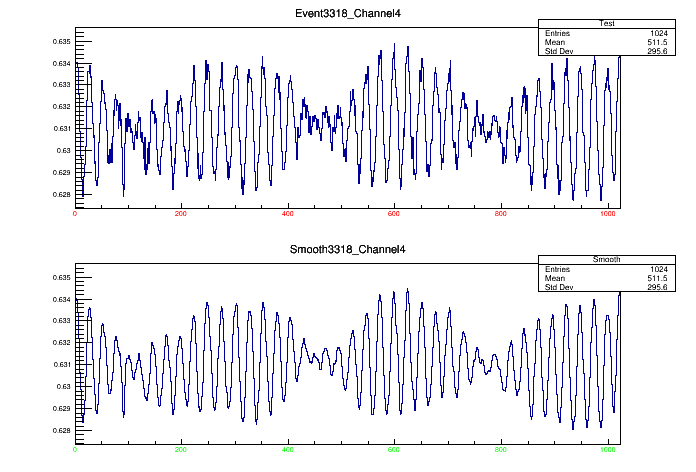 Event3318_Channel4
Test
Entries 1024
Mean 511.5
Std Dev 295.6
0.635
0.634
0.633
0.632
0.631
0.63
0.629
0.628
0 200 400 600 800 1000
Smooth3318_Channel4
Smooth
Entries 1024
Mean 511.5
Std Dev 295.6
0.635
0.634
0.633
0.632
0.631
0.63
0.629
0.628
0 200 400 600 800 1000